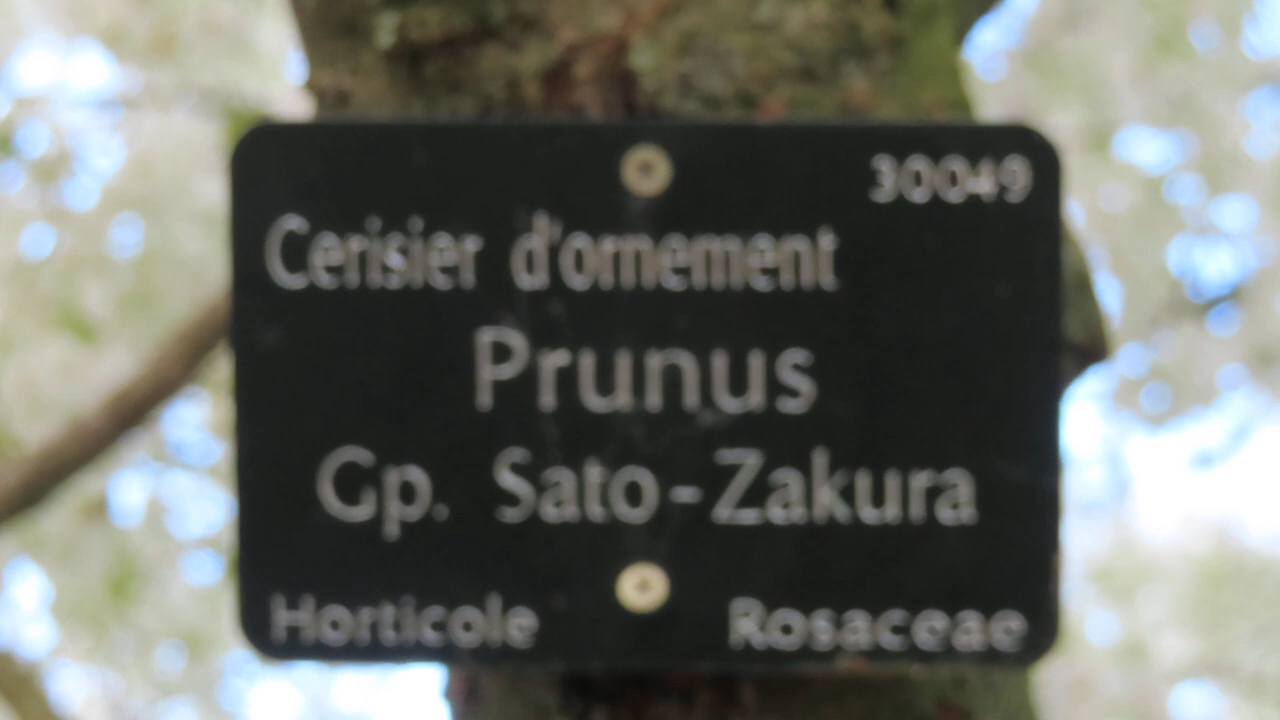 30049
Cerisier d'ornement
Prunus
Gp. Sato-Zakura
Horticole Rosaceae